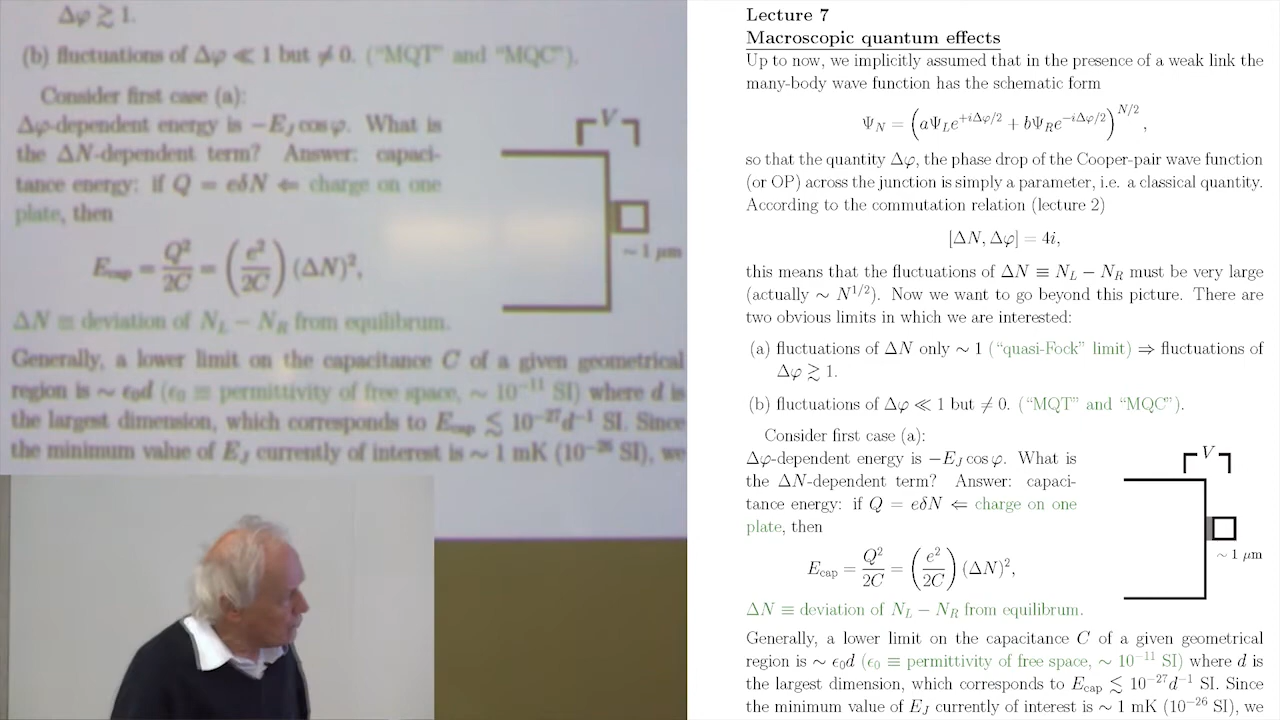 Δφ ≳ 1.
(b) fluctuations of Δφ ≪ 1 but ≠ 0. (“MQT” and “MQC”).
Consider first case (a):
Δφ-dependent energy is −E_J cos φ. What is
the ΔN-dependent term? Answer: capaci-
tance energy: if Q = eδN ⇐ charge on one
plate, then
E_cap = Q²/2C = (e²/2C) (ΔN)²,
V
~ 1 μm
ΔN ≡ deviation of N_L − N_R from equilibrum.
Generally, a lower limit on the capacitance C of a given geometrical
region is ~ ϵ₀d (ϵ₀ ≡ permittivity of free space, ~ 10⁻¹¹ SI) where d is
the largest dimension, which corresponds to E_cap ≲ 10⁻²⁷d⁻¹ SI. Since
the minimum value of E_J currently of interest is ~ 1 mK (10⁻²⁶ SI), we
Lecture 7
Macroscopic quantum effects
Up to now, we implicitly assumed that in the presence of a weak link the
many-body wave function has the schematic form
Ψ_N = (aΨ_L e^{+iΔφ/2} + bΨ_R e^{−iΔφ/2})^{N/2},
so that the quantity Δφ, the phase drop of the Cooper-pair wave function
(or OP) across the junction is simply a parameter, i.e. a classical quantity.
According to the commutation relation (lecture 2)
[ΔN, Δφ] = 4i,
this means that the fluctuations of ΔN ≡ N_L − N_R must be very large
(actually ~ N^{1/2}). Now we want to go beyond this picture. There are
two obvious limits in which we are interested:
(a) fluctuations of ΔN only ~ 1 (“quasi-Fock” limit) ⇒ fluctuations of
Δφ ≳ 1.
(b) fluctuations of Δφ ≪ 1 but ≠ 0. (“MQT” and “MQC”).
Consider first case (a):
Δφ-dependent energy is −E_J cos φ. What is
the ΔN-dependent term? Answer: capaci-
tance energy: if Q = eδN ⇐ charge on one
plate, then
E_cap = Q²/2C = (e²/2C) (ΔN)²,
V
~ 1 μm
ΔN ≡ deviation of N_L − N_R from equilibrum.
Generally, a lower limit on the capacitance C of a given geometrical
region is ~ ϵ₀d (ϵ₀ ≡ permittivity of free space, ~ 10⁻¹¹ SI) where d is
the largest dimension, which corresponds to E_cap ≲ 10⁻²⁷d⁻¹ SI. Since
the minimum value of E_J currently of interest is ~ 1 mK (10⁻²⁶ SI), we